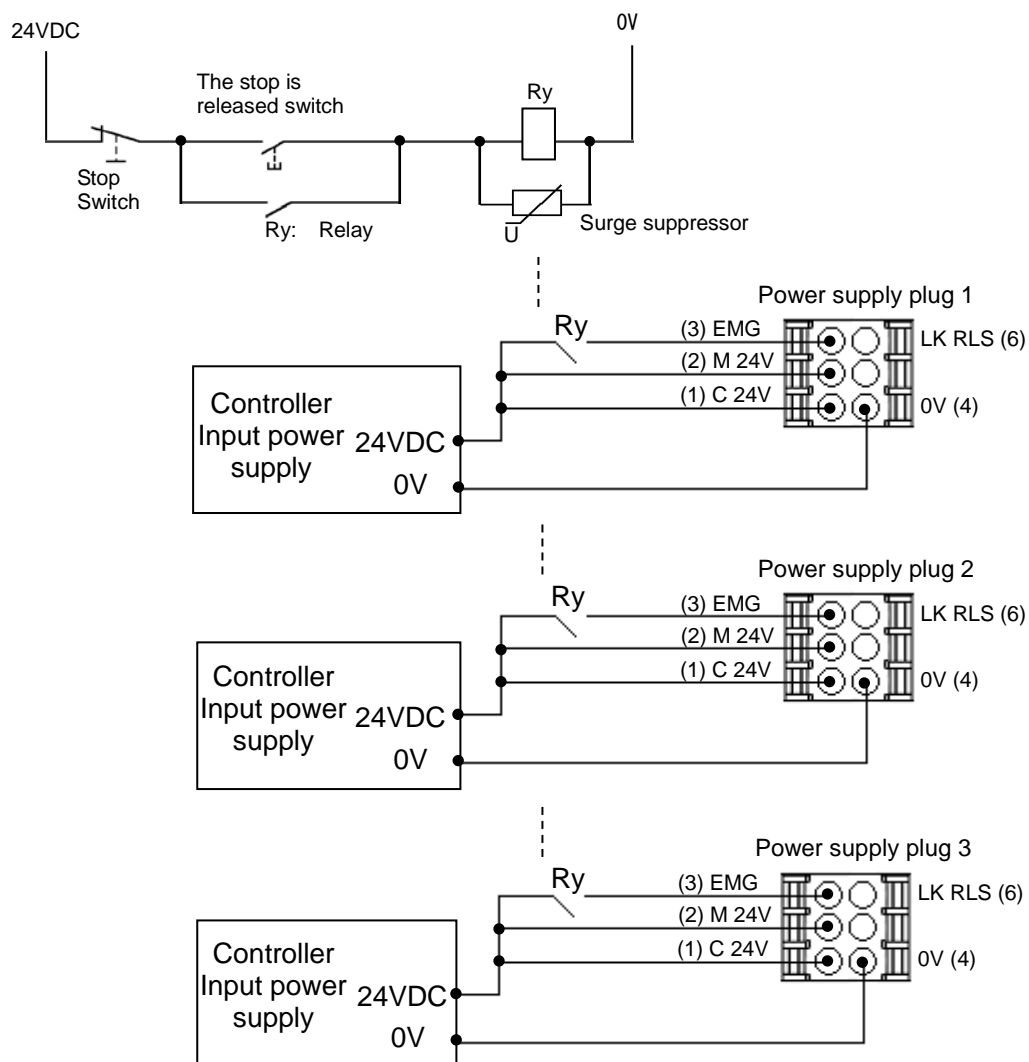 24VDC
0V
The stop is
released switch
Ry
Stop
Switch
Ry: Relay
U
Surge suppressor
Power supply plug 1
Ry
(3) EMG
LK RLS (6)
(2) M 24V
(1) C 24V
0V (4)
Controller
Input power
supply
24VDC
0V
Power supply plug 2
Ry
(3) EMG
LK RLS (6)
(2) M 24V
(1) C 24V
0V (4)
Controller
Input power
supply
24VDC
0V
Power supply plug 3
Ry
(3) EMG
LK RLS (6)
(2) M 24V
(1) C 24V
0V (4)
Controller
Input power
supply
24VDC
0V